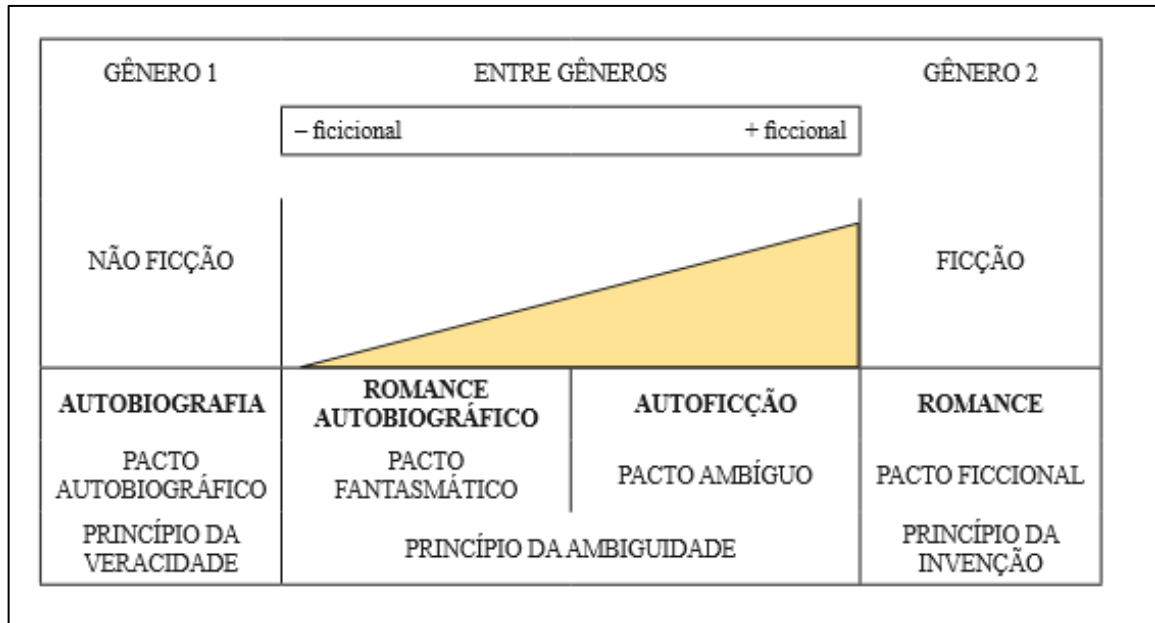 GÊNERO 1
ENTRE GÊNEROS
GÊNERO 2
– ficicional
+ ficcional
NÃO FICÇÃO
FICÇÃO
AUTOBIOGRAFIA
ROMANCE
AUTOBIOGRÁFICO
AUTOFICÇÃO
ROMANCE
PACTO
AUTOBIOGRÁFICO
PACTO
FANTASMÁTICO
PACTO AMBÍGUO
PACTO FICCIONAL
PRINCÍPIO DA
VERACIDADE
PRINCÍPIO DA AMBIGUIDADE
PRINCÍPIO DA
INVENÇÃO